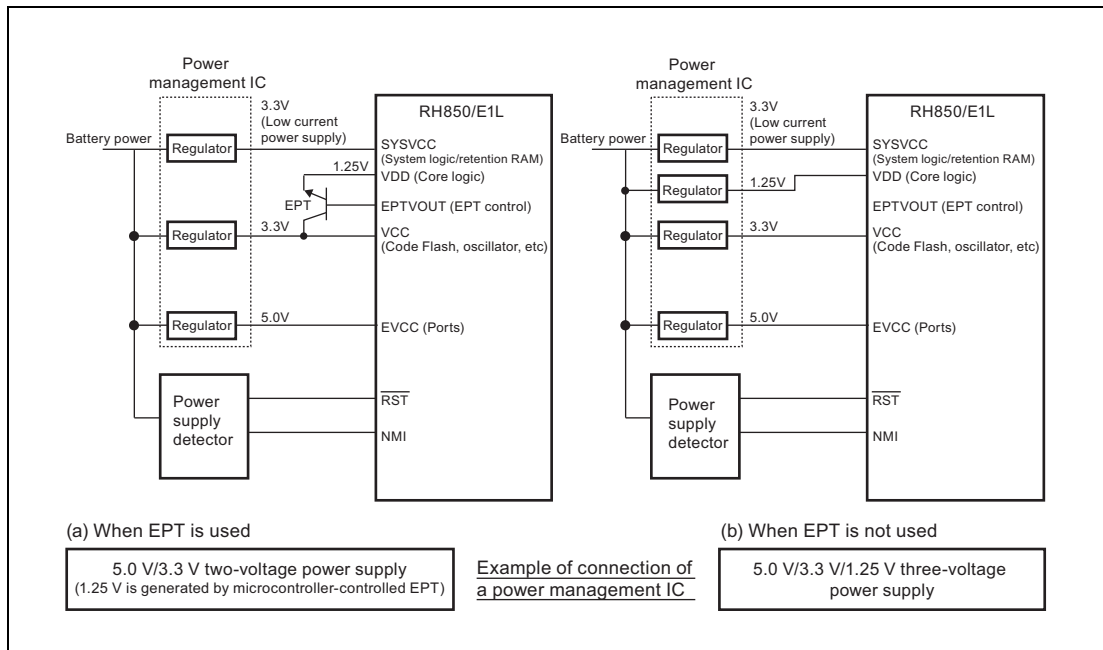 Power
management IC
3.3V
(Low current
power supply)
Battery power
Regulator
1.25V
EPT
Regulator
3.3V
Regulator
5.0V
Power
supply
detector
RH850/E1L
SYSVCC
(System logic/retention RAM)
VDD (Core logic)
EPTVOUT (EPT control)
VCC
(Code Flash, oscillator, etc)
EVCC (Ports)
RST
NMI
(a) When EPT is used
5.0 V/3.3 V two-voltage power supply
(1.25 V is generated by microcontroller-controlled EPT)
Example of connection of
a power management IC
Power
management IC
3.3V
(Low current
power supply)
Battery power
Regulator
Regulator
1.25V
Regulator
3.3V
Regulator
5.0V
Power
supply
detector
RH850/E1L
SYSVCC
(System logic/retention RAM)
VDD (Core logic)
EPTVOUT (EPT control)
VCC
(Code Flash, oscillator, etc)
EVCC (Ports)
RST
NMI
(b) When EPT is not used
5.0 V/3.3 V/1.25 V three-voltage
power supply